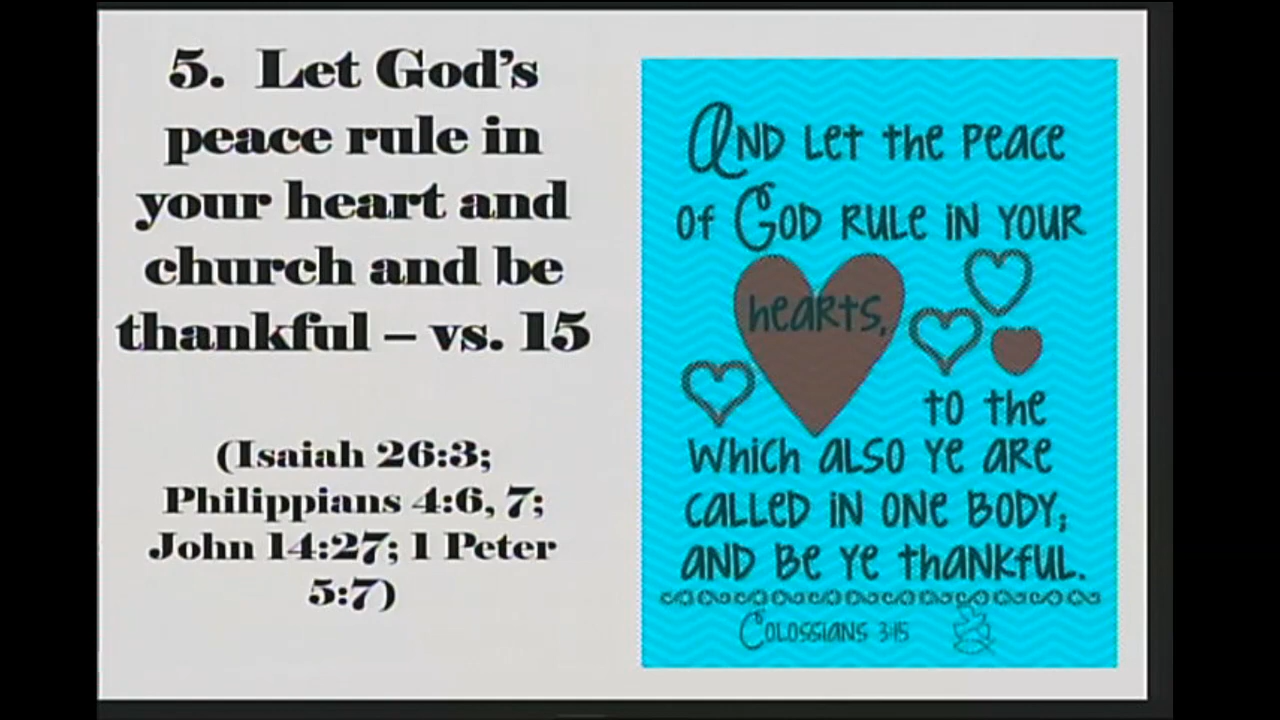 5. Let God's
peace rule in
your heart and
church and be
thankful – vs. 15
(Isaiah 26:3;
Philippians 4:6, 7;
John 14:27; 1 Peter
5:7)
And let the peace
of God rule in your
hearts,
to the
which also ye are
called in one body;
and be ye thankful.
Colossians 3:15